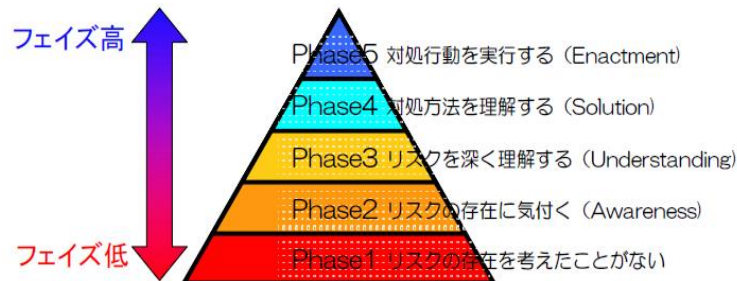 フェイズ高
Phase5 対処行動を実行する（Enactment）
Phase4 対処方法を理解する（Solution）
Phase3 リスクを深く理解する（Understanding）
Phase2 リスクの存在に気付く（Awareness）
フェイズ低
Phase1 リスクの存在を考えたことがない